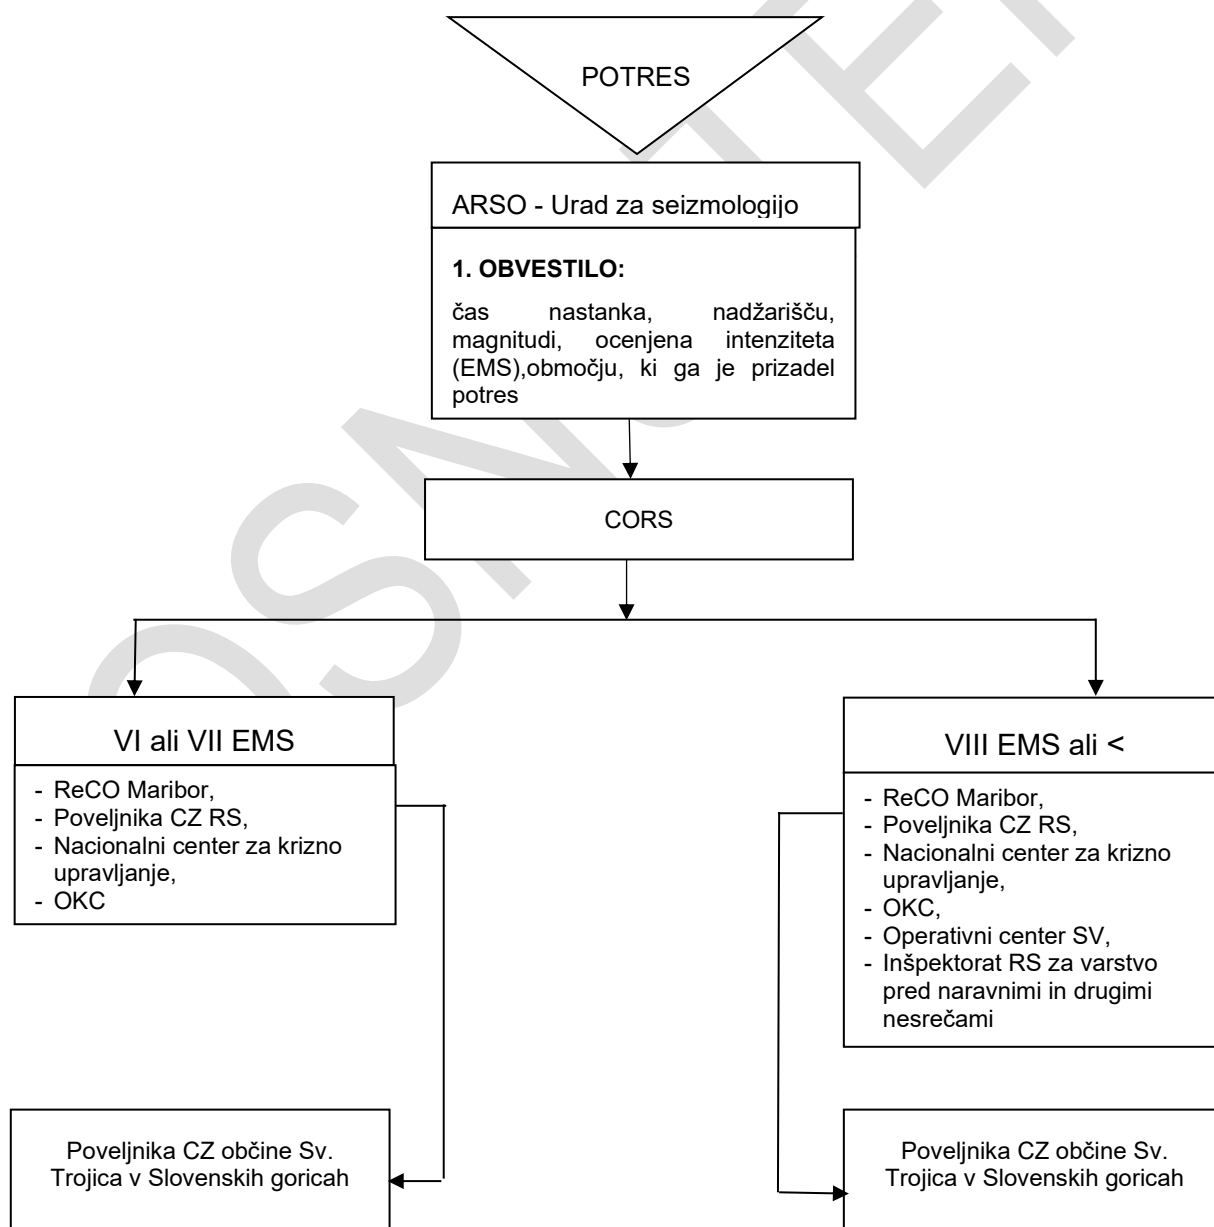 POTRES
ARSO - Urad za seizmologijo
1. OBVESTILO:
čas nastanka, nadžarišču,
magnitudi, ocenjena intenziteta
(EMS),območju, ki ga je prizadel
potres
CORS
VI ali VII EMS
- ReCO Maribor,
- Poveljnika CZ RS,
- Nacionalni center za krizno
upravljanje,
- OKC
VIII EMS ali <
- ReCO Maribor,
- Poveljnika CZ RS,
- Nacionalni center za krizno
upravljanje,
- OKC,
- Operativni center SV,
- Inšpektorat RS za varstvo
pred naravnimi in drugimi
nesrečami
Poveljnika CZ občine Sv.
Trojica v Slovenskih goricah
Poveljnika CZ občine Sv.
Trojica v Slovenskih goricah